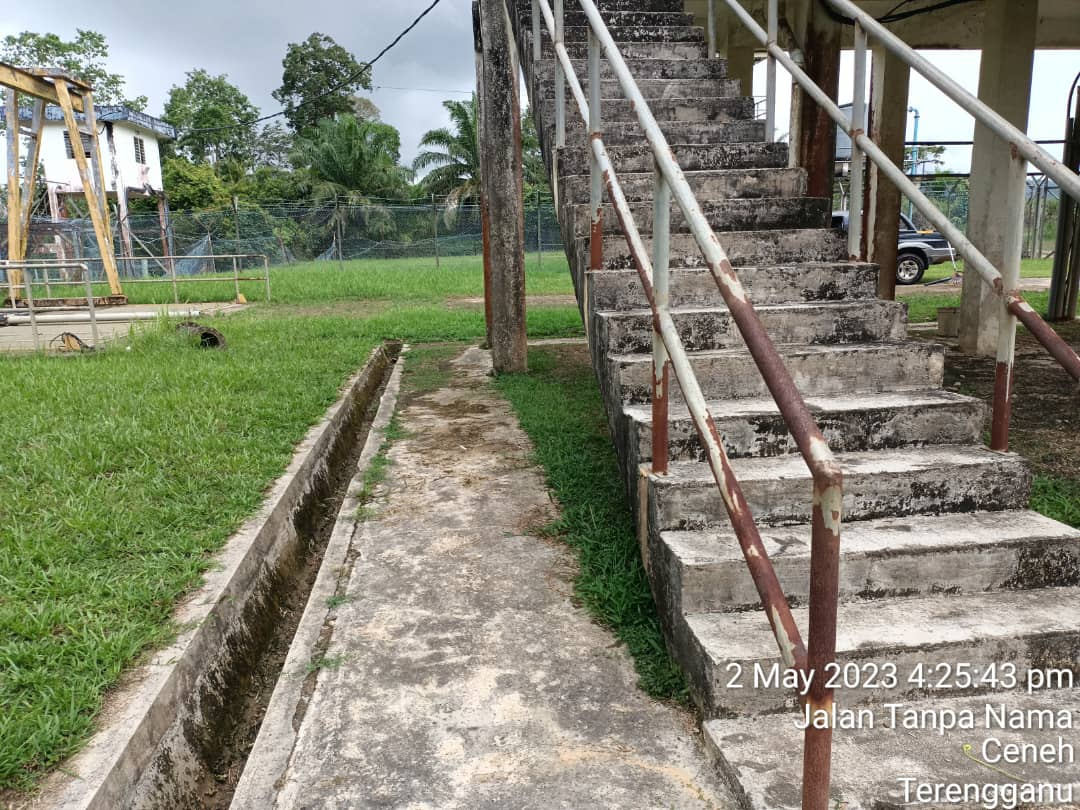 2 May 2023 4:25:43 pm
Jalan Tanpa Nama
Ceneh
Terengganu